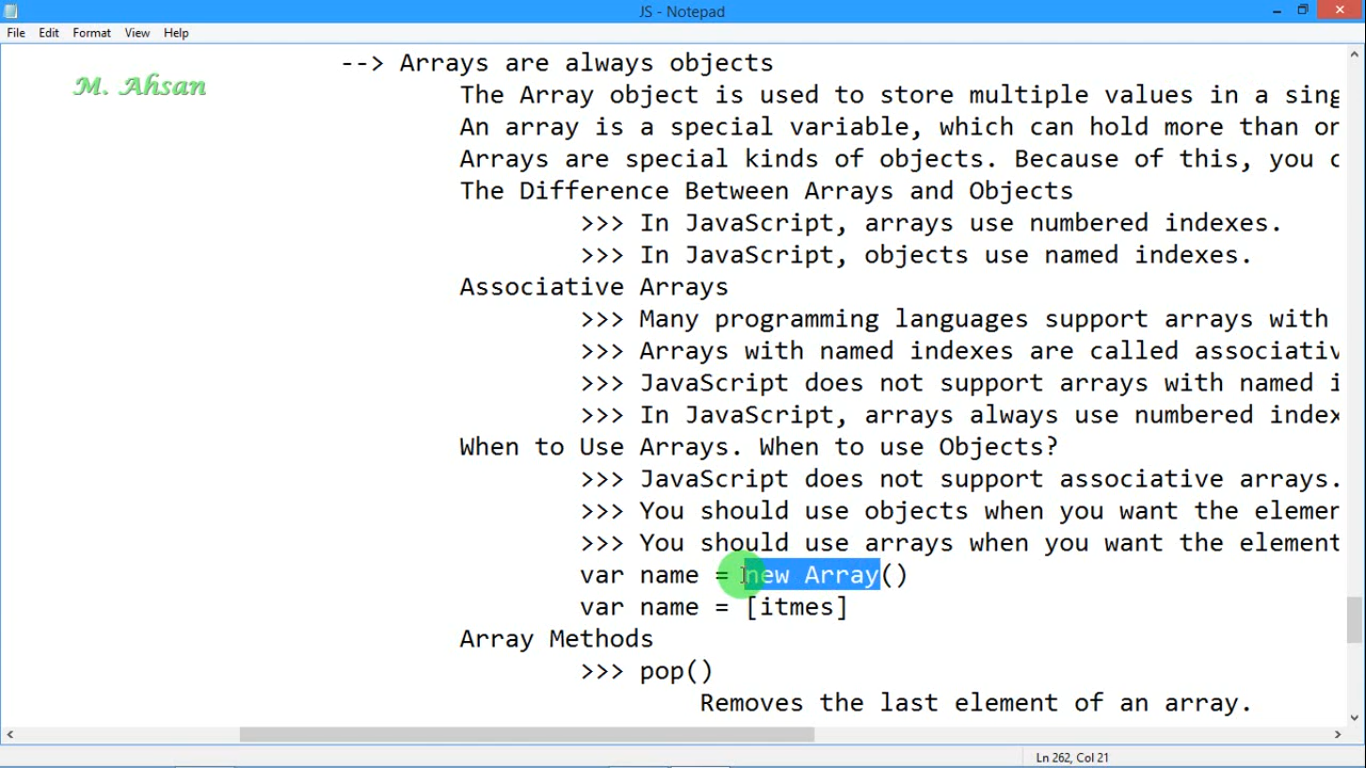 JS - Notepad
File Edit Format View Help
--> Arrays are always objects
M. Ahsan
The Array object is used to store multiple values in a sing
An array is a special variable, which can hold more than or
Arrays are special kinds of objects. Because of this, you c
The Difference Between Arrays and Objects
>>> In JavaScript, arrays use numbered indexes.
>>> In JavaScript, objects use named indexes.
Associative Arrays
>>> Many programming languages support arrays with
>>> Arrays with named indexes are called associativ
>>> JavaScript does not support arrays with named i
>>> In JavaScript, arrays always use numbered index
When to Use Arrays. When to use Objects?
>>> JavaScript does not support associative arrays.
>>> You should use objects when you want the elemer
>>> You should use arrays when you want the element
var name = new Array()
var name = [itmes]
Array Methods
>>> pop()
Removes the last element of an array.
Ln 262, Col 21